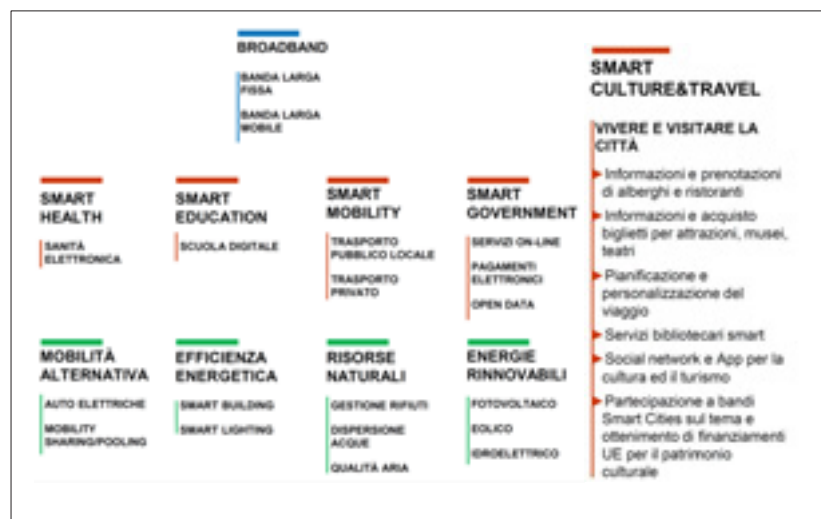 BROADBAND
BANDA LARGA
FISSA
BANDA LARGA
MOBILE
SMART
HEALTH
SANITÀ
ELETTRONICA
SMART
EDUCATION
SCUOLA DIGITALE
SMART
MOBILITY
TRASPORTO
PUBBLICO LOCALE
TRASPORTO
PRIVATO
SMART
GOVERNMENT
SERVIZI ON-LINE
PAGAMENTI
ELETTRONICI
OPEN DATA
MOBILITÀ
ALTERNATIVA
AUTO ELETTRICHE
MOBILITY
SHARING/POOLING
EFFICIENZA
ENERGETICA
SMART BUILDING
SMART LIGHTING
RISORSE
NATURALI
GESTIONE RIFIUTI
DISPERSIONE
ACQUE
QUALITÀ ARIA
ENERGIE
RINNOVABILI
FOTOVOLTAICO
EOLICO
IDROELETTRICO
SMART
CULTURE&TRAVEL
VIVERE E VISITARE LA
CITTÀ
Informazioni e prenotazioni
di alberghi e ristoranti
Informazioni e acquisto
biglietti per attrazioni, musei,
teatri
Pianificazione e
personalizzazione del
viaggio
Servizi bibliotecari smart
Social network e App per la
cultura ed il turismo
Partecipazione a bandi
Smart Cities sul tema e
ottenimento di finanziamenti
UE per il patrimonio
culturale